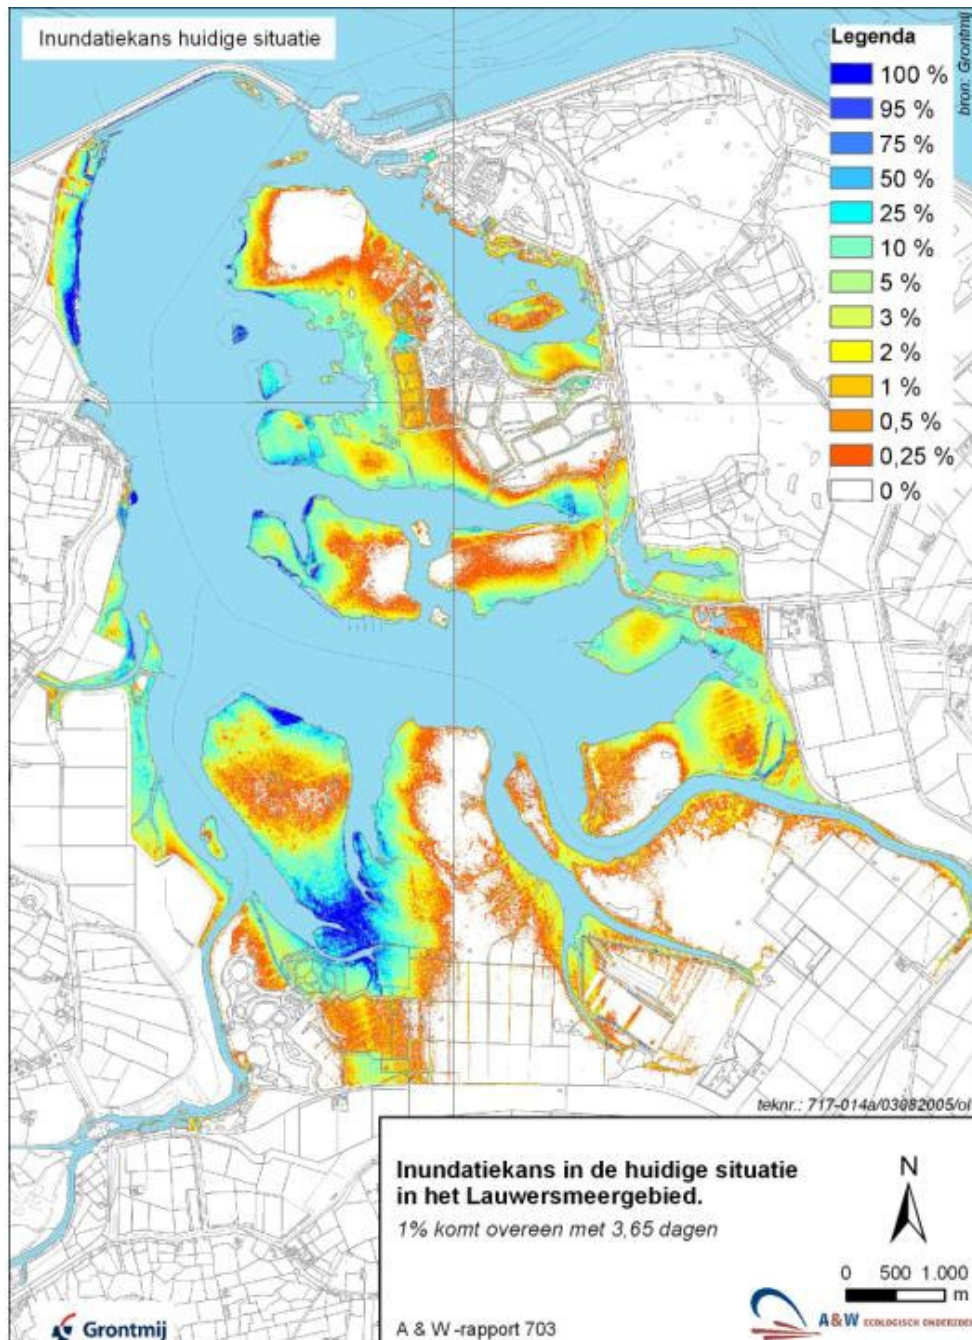 Inundatiekans huidige situatie
Legenda
bron: Grontmij
100 %
95 %
75 %
50 %
25 %
10 %
5 %
3 %
2 %
1 %
0,5 %
0,25 %
0 %
teknr.: 717-014a/03082005/ol
Inundatiekans in de huidige situatie
in het Lauwersmeergebied.
1% komt overeen met 3,65 dagen
N
0 500 1.000
m
A & W -rapport 703
Grontmij
A&W ECOLOGISCH ONDERZOEK